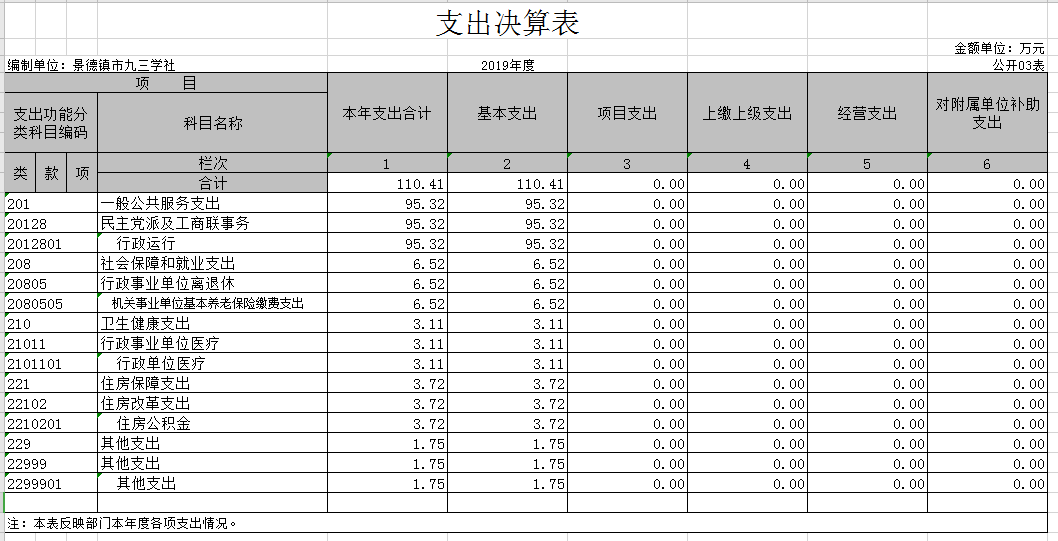 支出决算表
金额单位：万元
编制单位：景德镇市九三学社 2019年度 公开03表
项 目 本年支出合计 基本支出 项目支出 上缴上级支出 经营支出 对附属单位补助支出
支出功能分类科目编码 科目名称
类 款 项 栏次 1 2 3 4 5 6
合计 110.41 110.41 0.00 0.00 0.00 0.00
201 一般公共服务支出 95.32 95.32 0.00 0.00 0.00 0.00
20128 民主党派及工商联事务 95.32 95.32 0.00 0.00 0.00 0.00
2012801 行政运行 95.32 95.32 0.00 0.00 0.00 0.00
208 社会保障和就业支出 6.52 6.52 0.00 0.00 0.00 0.00
20805 行政事业单位离退休 6.52 6.52 0.00 0.00 0.00 0.00
2080505 机关事业单位基本养老保险缴费支出 6.52 6.52 0.00 0.00 0.00 0.00
210 卫生健康支出 3.11 3.11 0.00 0.00 0.00 0.00
21011 行政事业单位医疗 3.11 3.11 0.00 0.00 0.00 0.00
2101101 行政单位医疗 3.11 3.11 0.00 0.00 0.00 0.00
221 住房保障支出 3.72 3.72 0.00 0.00 0.00 0.00
22102 住房改革支出 3.72 3.72 0.00 0.00 0.00 0.00
2210201 住房公积金 3.72 3.72 0.00 0.00 0.00 0.00
229 其他支出 1.75 1.75 0.00 0.00 0.00 0.00
22999 其他支出 1.75 1.75 0.00 0.00 0.00 0.00
2299901 其他支出 1.75 1.75 0.00 0.00 0.00 0.00
注：本表反映部门本年度各项支出情况。